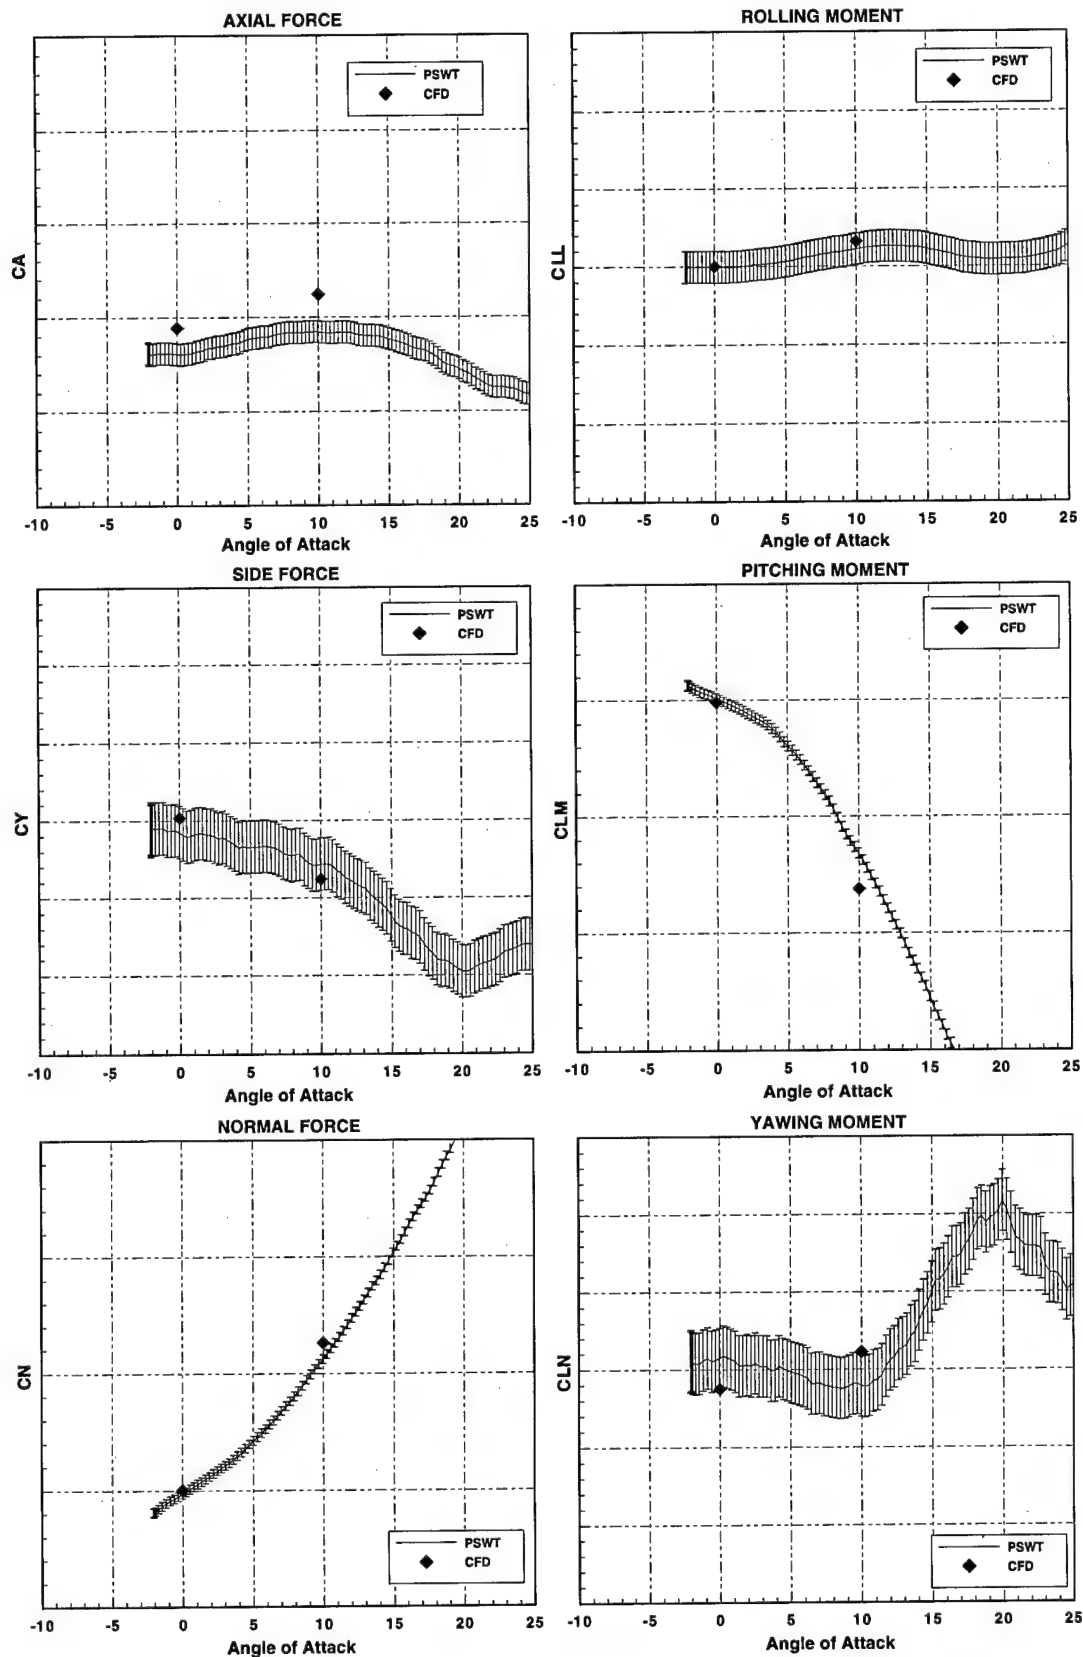 AXIAL FORCE
PSWT
CFD
CA
-10 -5 0 5 10 15 20 25
Angle of Attack
ROLLING MOMENT
PSWT
CFD
CLL
-10 -5 0 5 10 15 20 25
Angle of Attack
SIDE FORCE
PSWT
CFD
CY
-10 -5 0 5 10 15 20 25
Angle of Attack
PITCHING MOMENT
PSWT
CFD
CLM
-10 -5 0 5 10 15 20 25
Angle of Attack
NORMAL FORCE
CN
PSWT
CFD
-10 -5 0 5 10 15 20 25
Angle of Attack
YAWING MOMENT
CLN
PSWT
CFD
-10 -5 0 5 10 15 20 25
Angle of Attack